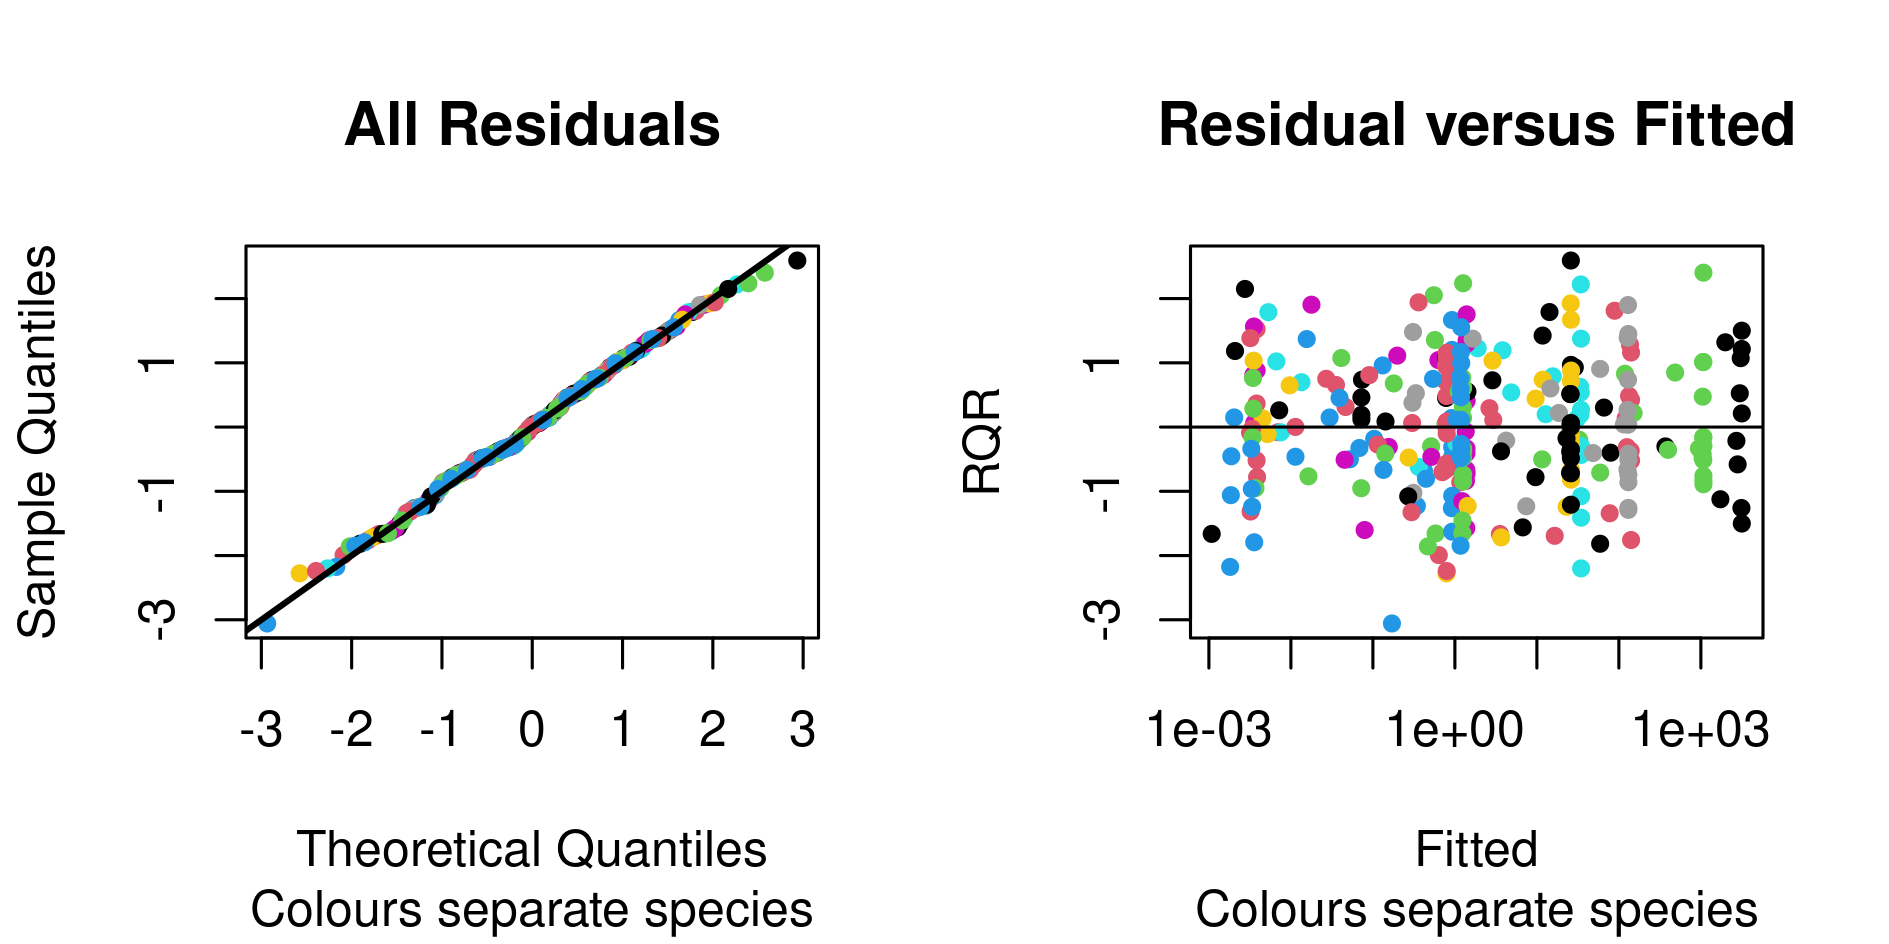 All Residuals
Sample Quantiles
1
-1
-3
-3 -2 -1 0 1 2 3
Theoretical Quantiles
Colours separate species
Residual versus Fitted
RQR
1
-1
-3
1e-03 1e+00 1e+03
Fitted
Colours separate species